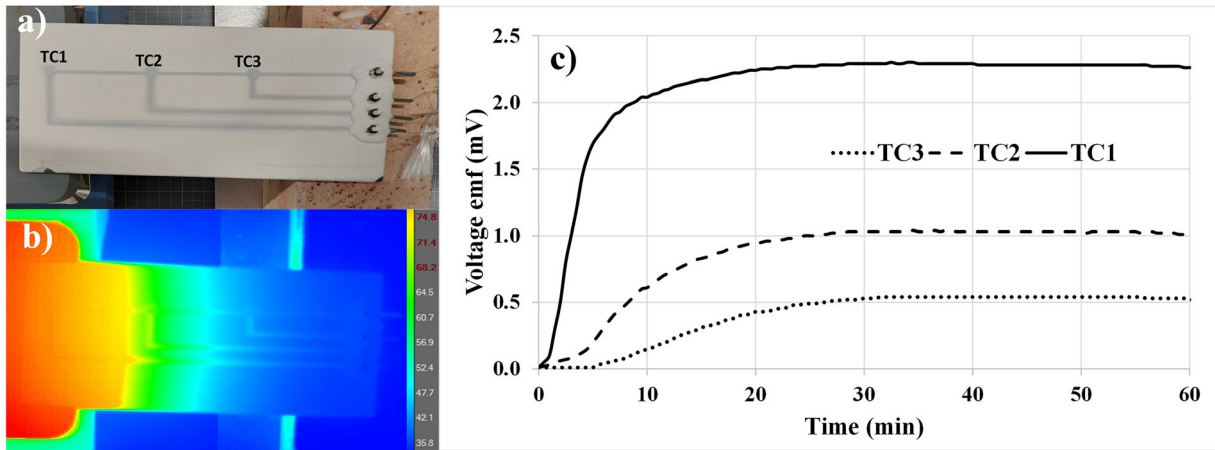 a)
TC1 TC2 TC3
b)
74.8
71.4
68.2
64.5
60.7
56.9
52.4
47.7
42.1
35.8
c)
Voltage emf (mV)
2.5
2.0
1.5
1.0
0.5
0.0
TC3 TC2 TC1
0 10 20 30 40 50 60
Time (min)